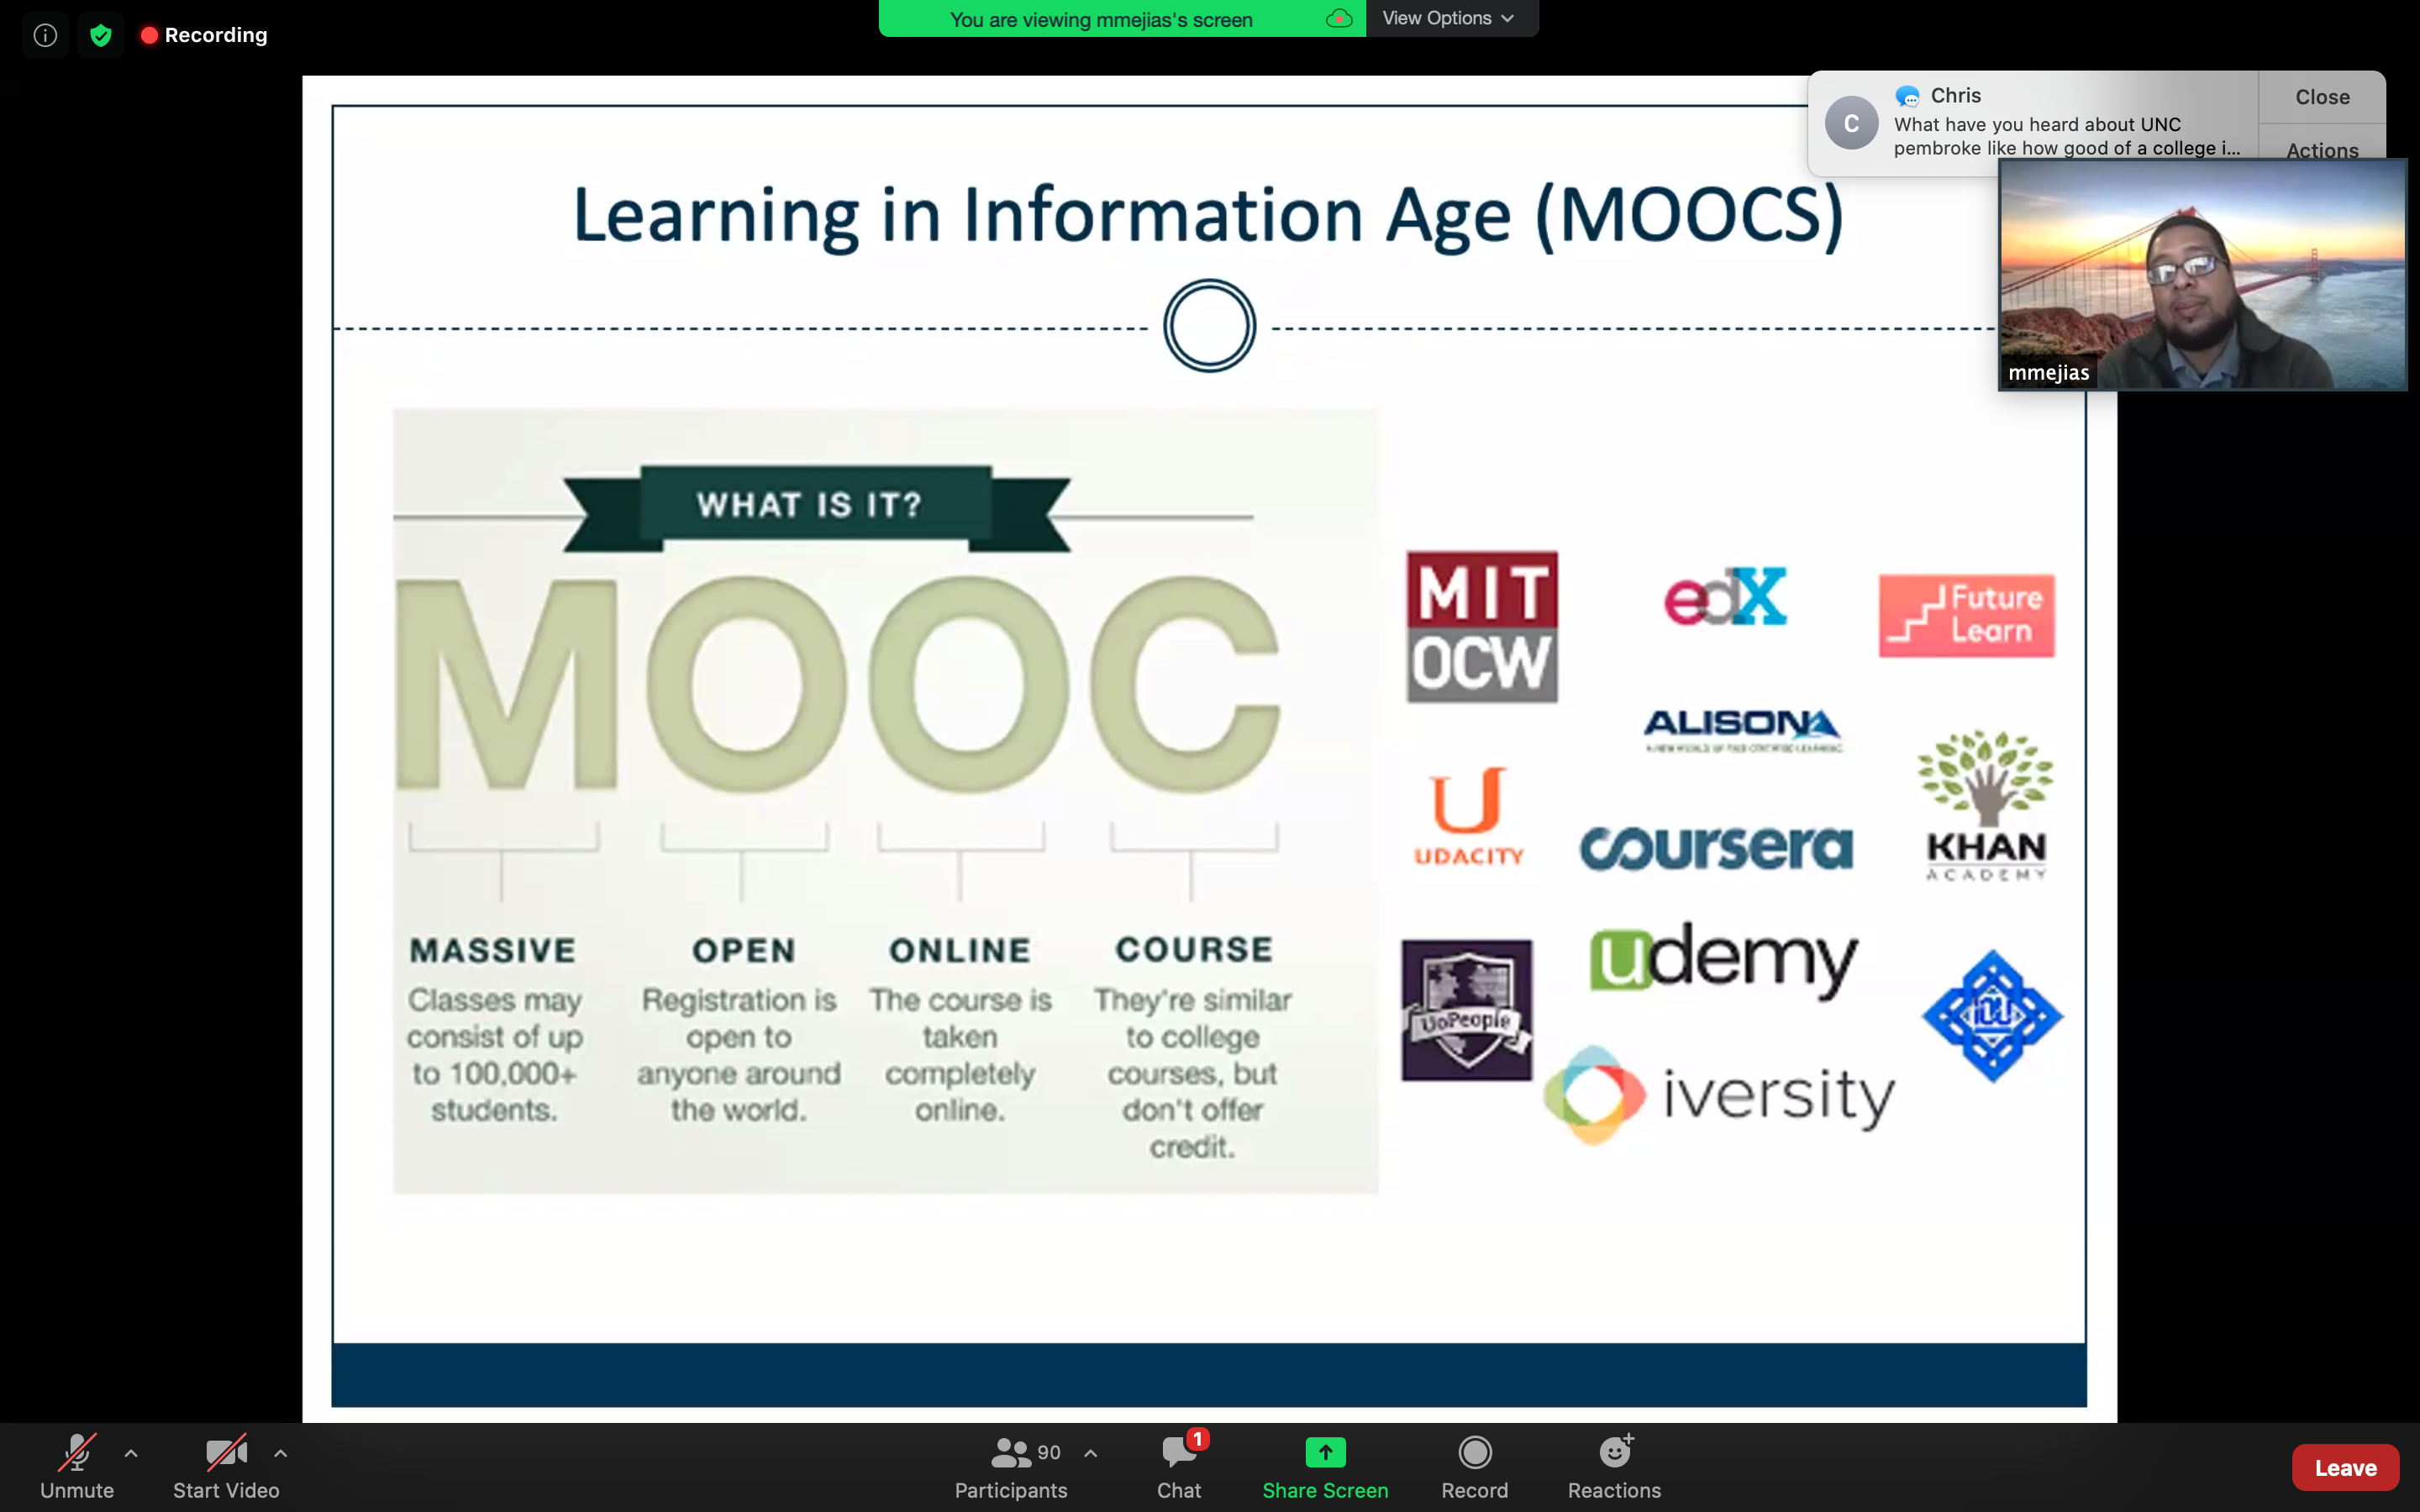 Recording
You are viewing mmejias's screen
View Options
C
Chris
What have you heard about UNC
pembroke like how good of a college i...
Close
Actions
mmejias
Learning in Information Age (MOOCS)
WHAT IS IT?
MOOC
MASSIVE
Classes may
consist of up
to 100,000+
students.
OPEN
Registration is
open to
anyone around
the world.
ONLINE
The course is
taken
completely
online.
COURSE
They're similar
to college
courses, but
don't offer
credit.
MIT
OCW
edX
Future
Learn
ALISON
UDACITY
coursera
KHAN
ACADEMY
UoPeople
udemy
iversity
Unmute
Start Video
90
Participants
1
Chat
Share Screen
Record
Reactions
Leave